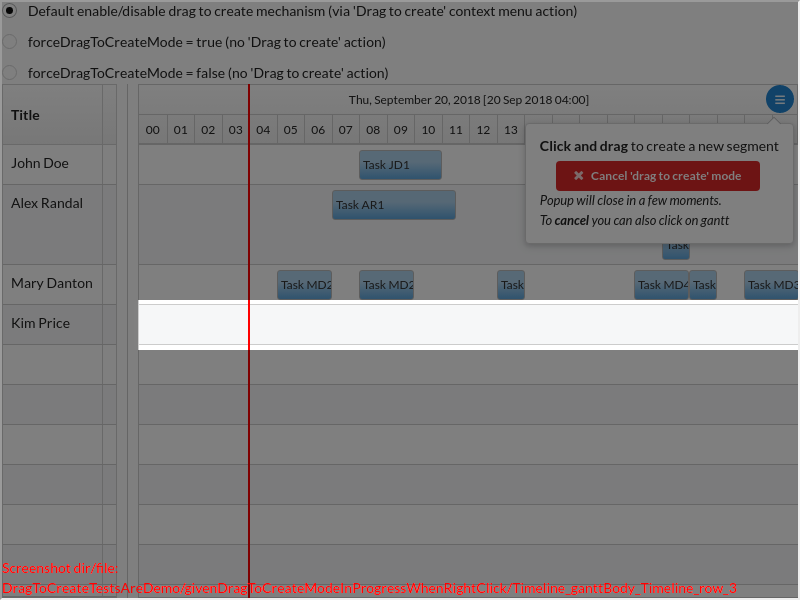 Default enable/disable drag to create mechanism (via 'Drag to create' context menu action)
forceDragToCreateMode = true (no 'Drag to create' action)
forceDragToCreateMode = false (no 'Drag to create' action)
Title
Thu, September 20, 2018 [20 Sep 2018 04:00]
00 01 02 03 04 05 06 07 08 09 10 11 12 13
Click and drag to create a new segment
✖ Cancel 'drag to create' mode
Popup will close in a few moments.
To cancel you can also click on gantt
John Doe
Task JD1
Alex Randal
Task AR1
Task
Mary Danton
Task MD2 Task MD2 Task Task MD4 Task Task MD3
Kim Price
Screenshot dir/file:
DragToCreateTestsAreDemo/givenDragToCreateModeInProgressWhenRightClick/Timeline_ganttBody_Timeline_row_3